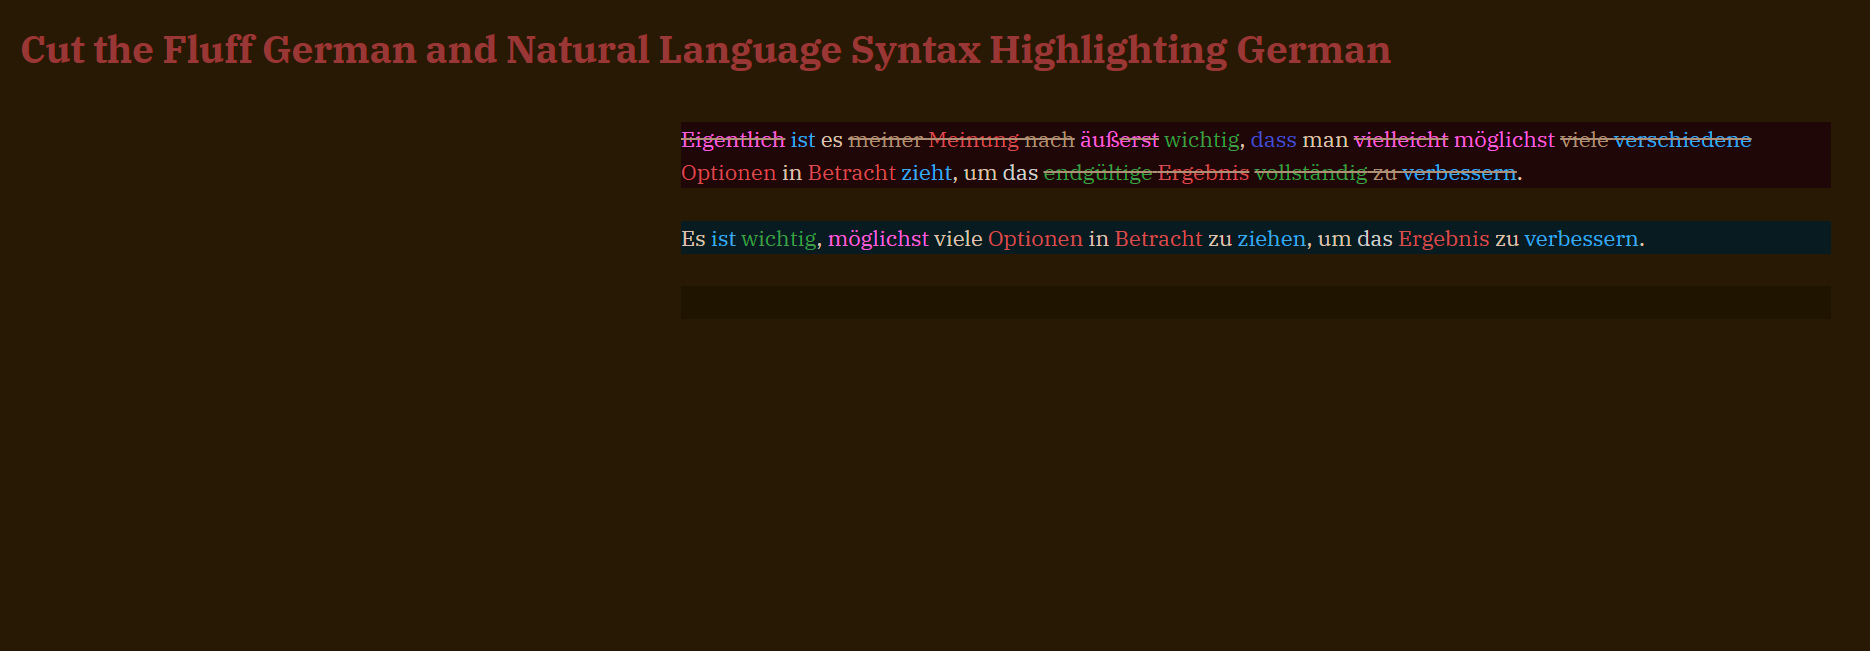 Cut the Fluff German and Natural Language Syntax Highlighting German
Eigentlich ist es meiner Meinung nach äußerst wichtig, dass man vielleicht möglichst viele verschiedene
Optionen in Betracht zieht, um das endgültige Ergebnis vollständig zu verbessern.
Es ist wichtig, möglichst viele Optionen in Betracht zu ziehen, um das Ergebnis zu verbessern.